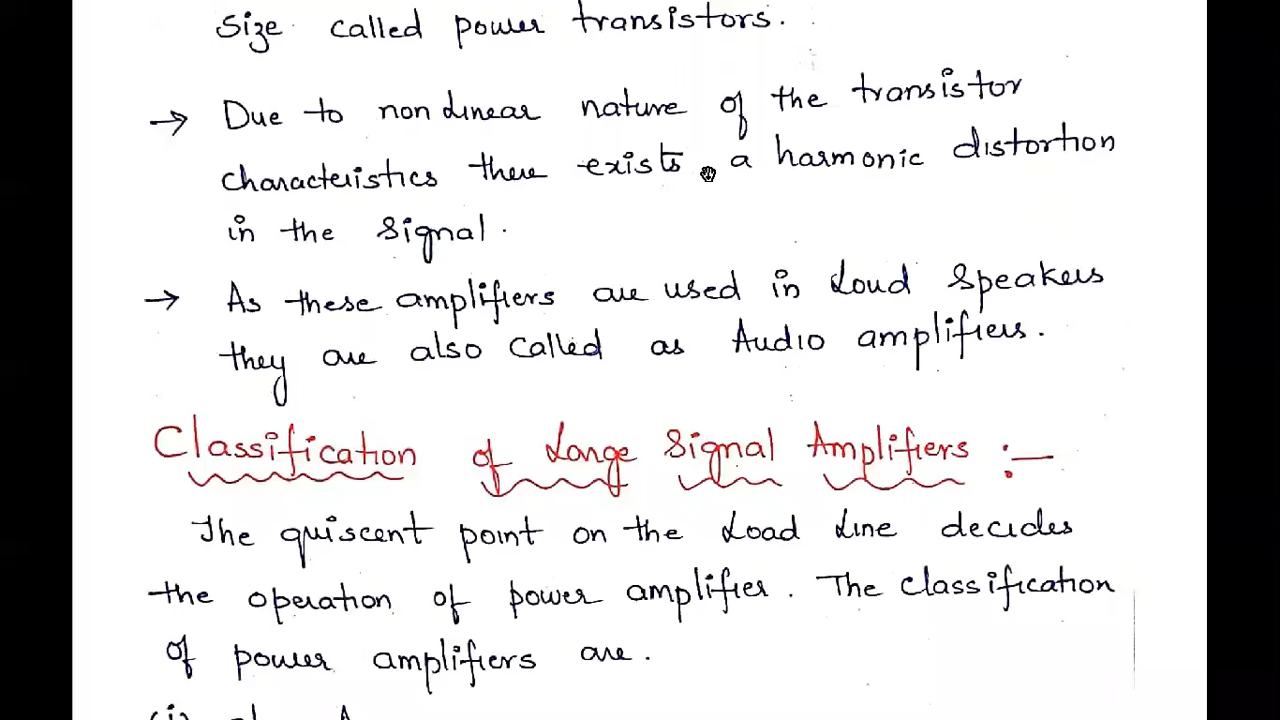 Size called power transistors.
→ Due to non linear nature of the transistor
characteristics there exists a harmonic distortion
in the signal.
→ As these amplifiers are used in Loud Speakers
they are also called as Audio amplifiers.
Classification of Large Signal Amplifiers :-
The quiscent point on the Load Line decides
the operation of power amplifier. The classification
of power amplifiers are.